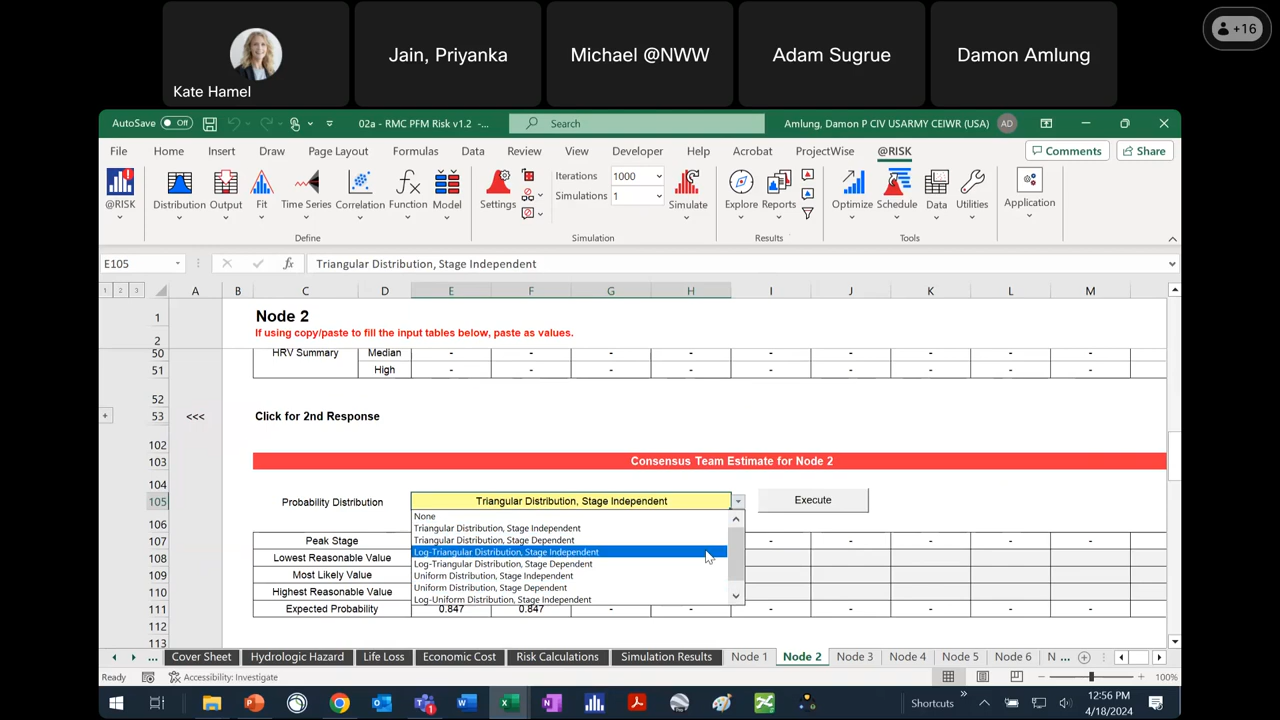 Kate Hamel
Jain, Priyanka
Michael @NWW
Adam Sugrue
Damon Amlung
+16
AutoSave Off 02a - RMC PFM Risk v1.2 -... Search Amlung, Damon P CIV USARMY CEIWR (USA) AD
File Home Insert Draw Page Layout Formulas Data Review View Developer Help Acrobat ProjectWise @RISK Comments Share
@RISK Distribution Output Fit Time Series Correlation Function Model Settings Iterations 1000 Simulations 1 Simulate Explore Reports Optimize Schedule Data Utilities Application
Define Simulation Results Tools
E105 fx Triangular Distribution, Stage Independent
1 2 3 A B C D E F G H I J K L M
1 Node 2
2 If using copy/paste to fill the input tables below, paste as values.
50 HRV Summary Median - - - - - - - - -
51 High - - - - - - - - -
52
53 <<< Click for 2nd Response
102
103 Consensus Team Estimate for Node 2
104
105 Probability Distribution Triangular Distribution, Stage Independent Execute
None
Triangular Distribution, Stage Independent
Triangular Distribution, Stage Dependent
Log-Triangular Distribution, Stage Independent
Log-Triangular Distribution, Stage Dependent
Uniform Distribution, Stage Independent
Uniform Distribution, Stage Dependent
Log-Uniform Distribution, Stage Independent
106
107 Peak Stage - - - - -
108 Lowest Reasonable Value
109 Most Likely Value
110 Highest Reasonable Value
111 Expected Probability 0.847 0.847 - - - - - - -
112
113
... Cover Sheet Hydrologic Hazard Life Loss Economic Cost Risk Calculations Simulation Results Node 1 Node 2 Node 3 Node 4 Node 5 Node 6 N ...
Ready Accessibility: Investigate 100%
Shortcuts 12:56 PM
4/18/2024